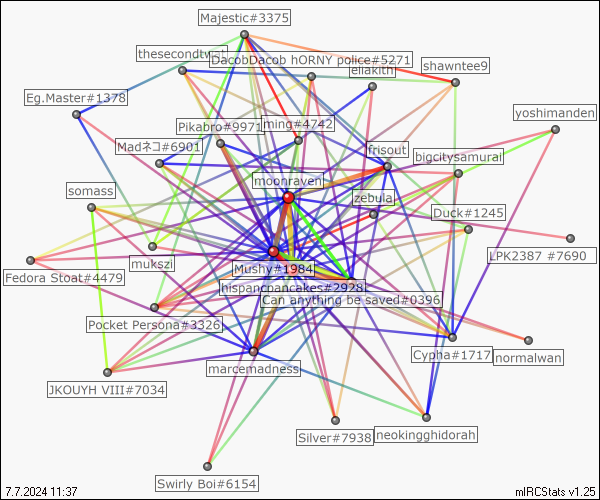 Majestic#3375
thesecondtwat
DacobDacob hORNY police#5271
eliakith
shawntee9
Eg.Master#1378
yoshimanden
Pikabro#9971
ming#4742
Madネコ#6901
frisout
bigcitysamurai
moonraven
somass
zebula
Duck#1245
LPK2387 #7690
mukszi
Mushy#1984
Fedora Stoat#4479
hispancpancakes#2928
Can anything be saved#0396
Pocket Persona#3326
Cypha#1717
normalwan
marcemadness
JKOUYH VIII#7034
Silver#7938
neokingghidorah
Swirly Boi#6154
7.7.2024 11:37
mIRCStats v1.25